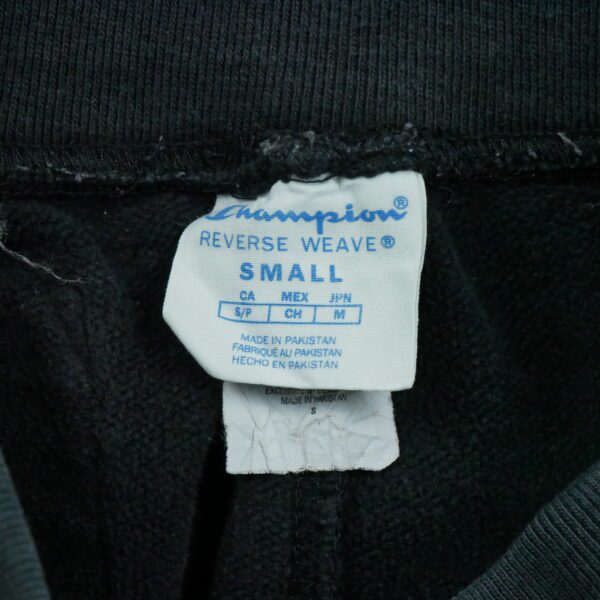 Champion®
REVERSE WEAVE®
SMALL
CA MEX JPN
S/P CH M
MADE IN PAKISTAN
FABRIQUÉ AU PAKISTAN
HECHO EN PAKISTAN
MADE IN PAKISTAN
S